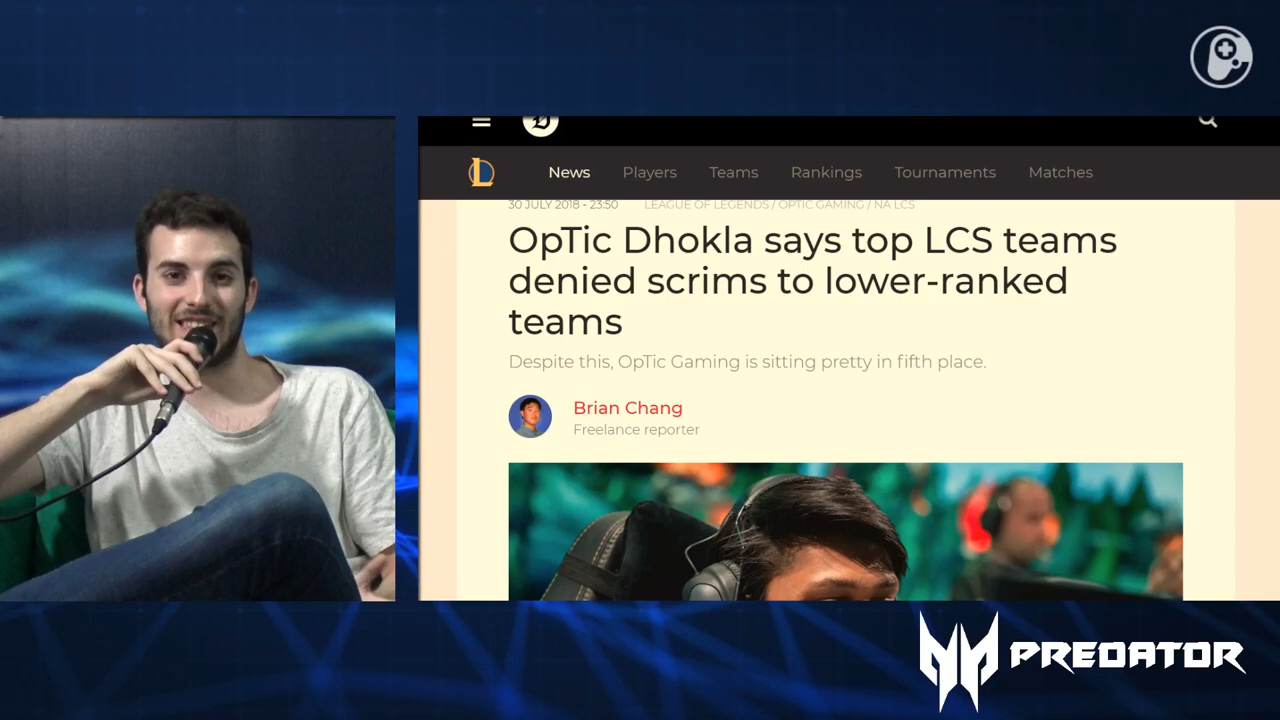 News Players Teams Rankings Tournaments Matches
30 JULY 2018 - 23:50 LEAGUE OF LEGENDS / OPTIC GAMING / NA LCS
OpTic Dhokla says top LCS teams
denied scrims to lower-ranked
teams
Despite this, OpTic Gaming is sitting pretty in fifth place.
Brian Chang
Freelance reporter
PREDATOR